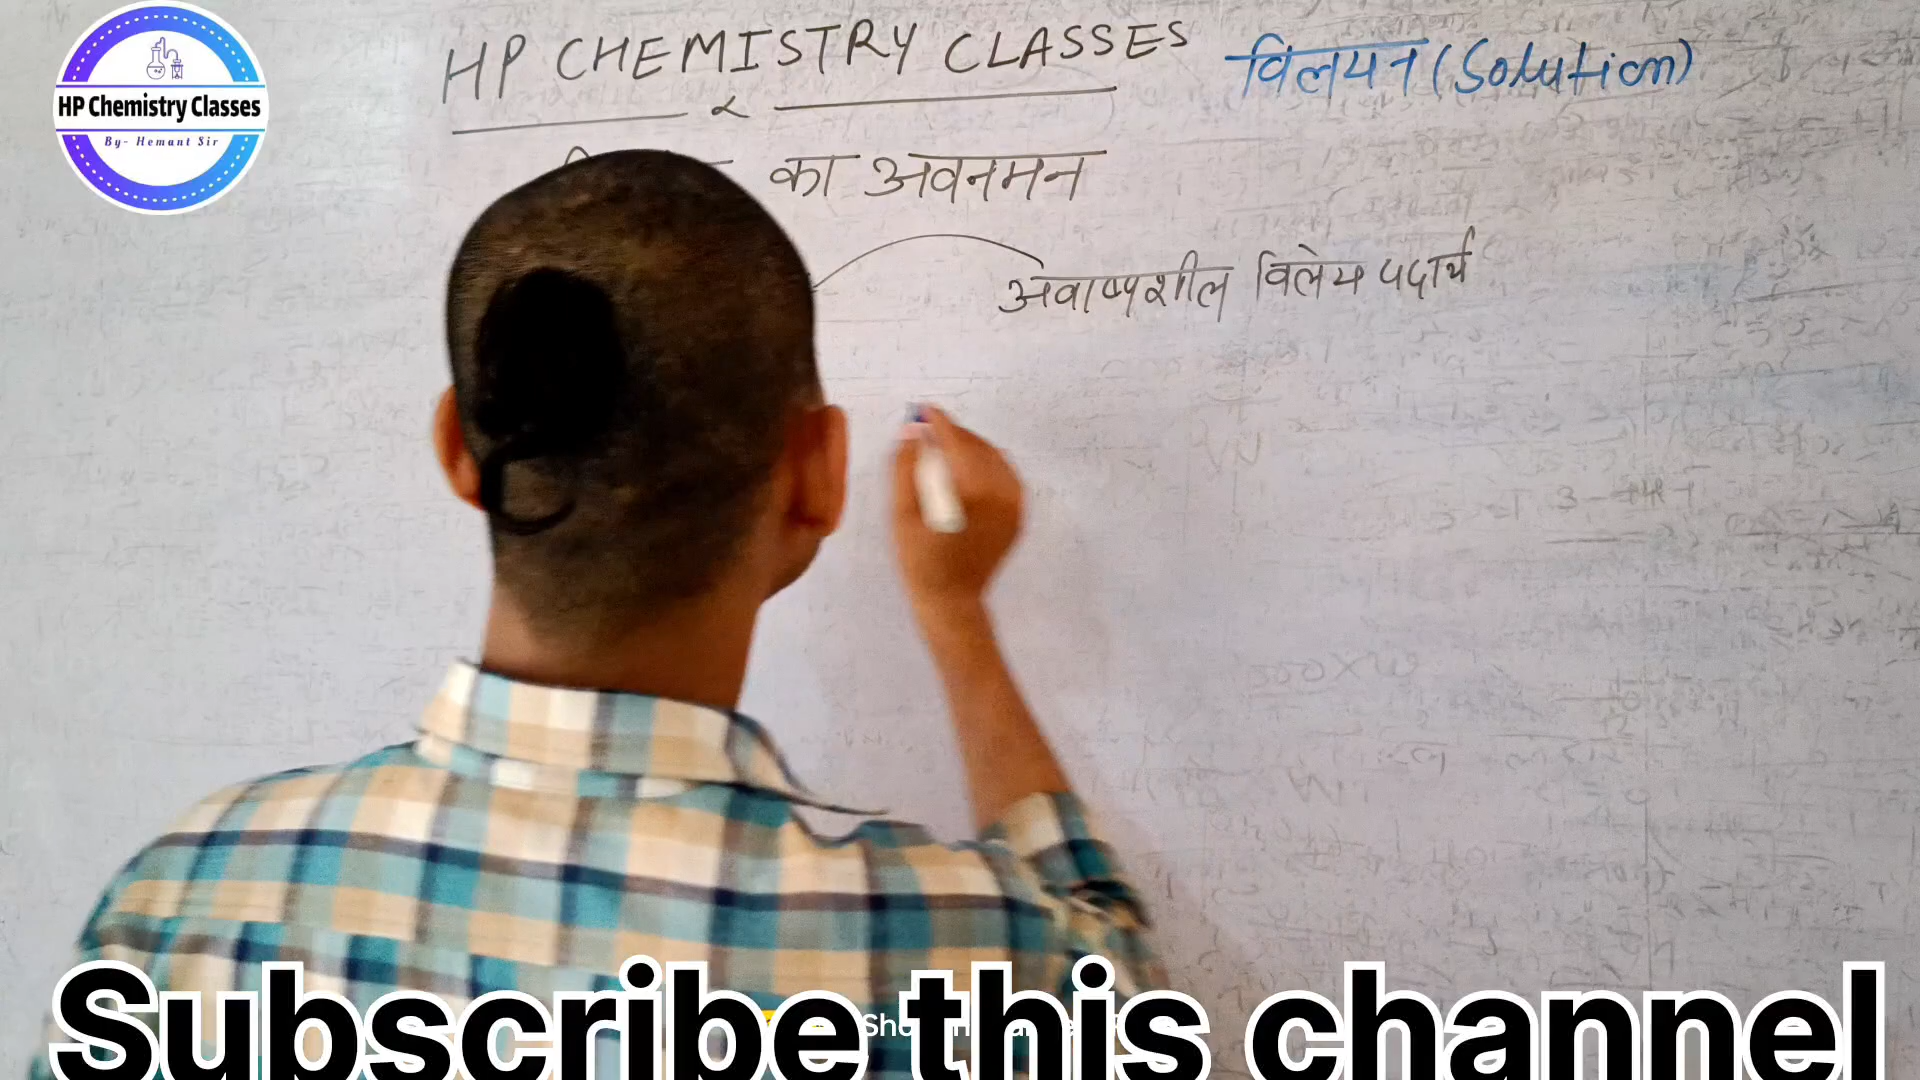 HP Chemistry Classes
By- Hemant Sir
HP CHEMISTRY CLASSES
विलयन (Solution)
का अवनमन
अवाष्पशील विलेय पदार्थ
Subscribe this channel